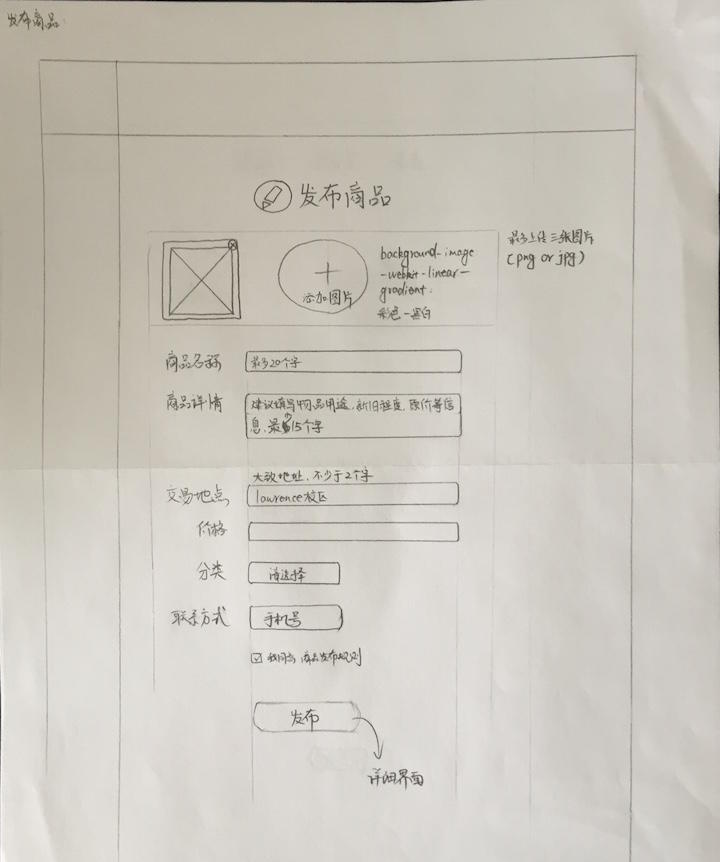 发布商品
发布商品
最多上传三张图片
(png or jpg)
background-image
-webkit-linear-
gradient.
彩色-黑白
添加图片
商品名称
最多20个字
商品详情
建议填写物品用途,新旧程度,原价等信
息,最少15个字
大致地址,不少于2个字
交易地点
lawrence校区
价格
分类
请选择
联系方式
手机号
我同意 商品发布规则
发布
详细界面